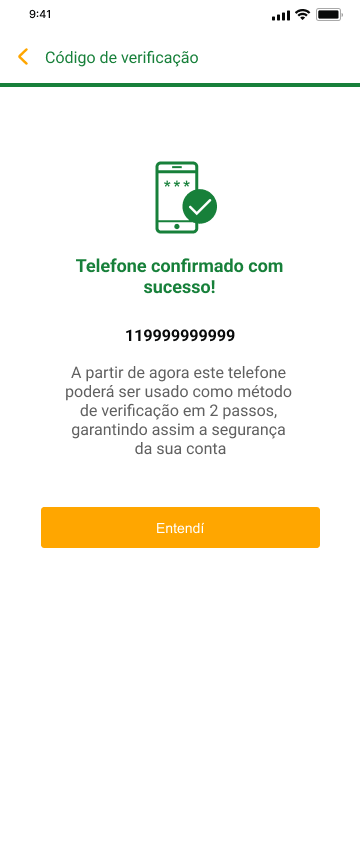 9:41
Código de verificação
***
Telefone confirmado com
sucesso!
119999999999
A partir de agora este telefone
poderá ser usado como método
de verificação em 2 passos,
garantindo assim a segurança
da sua conta
Entendí